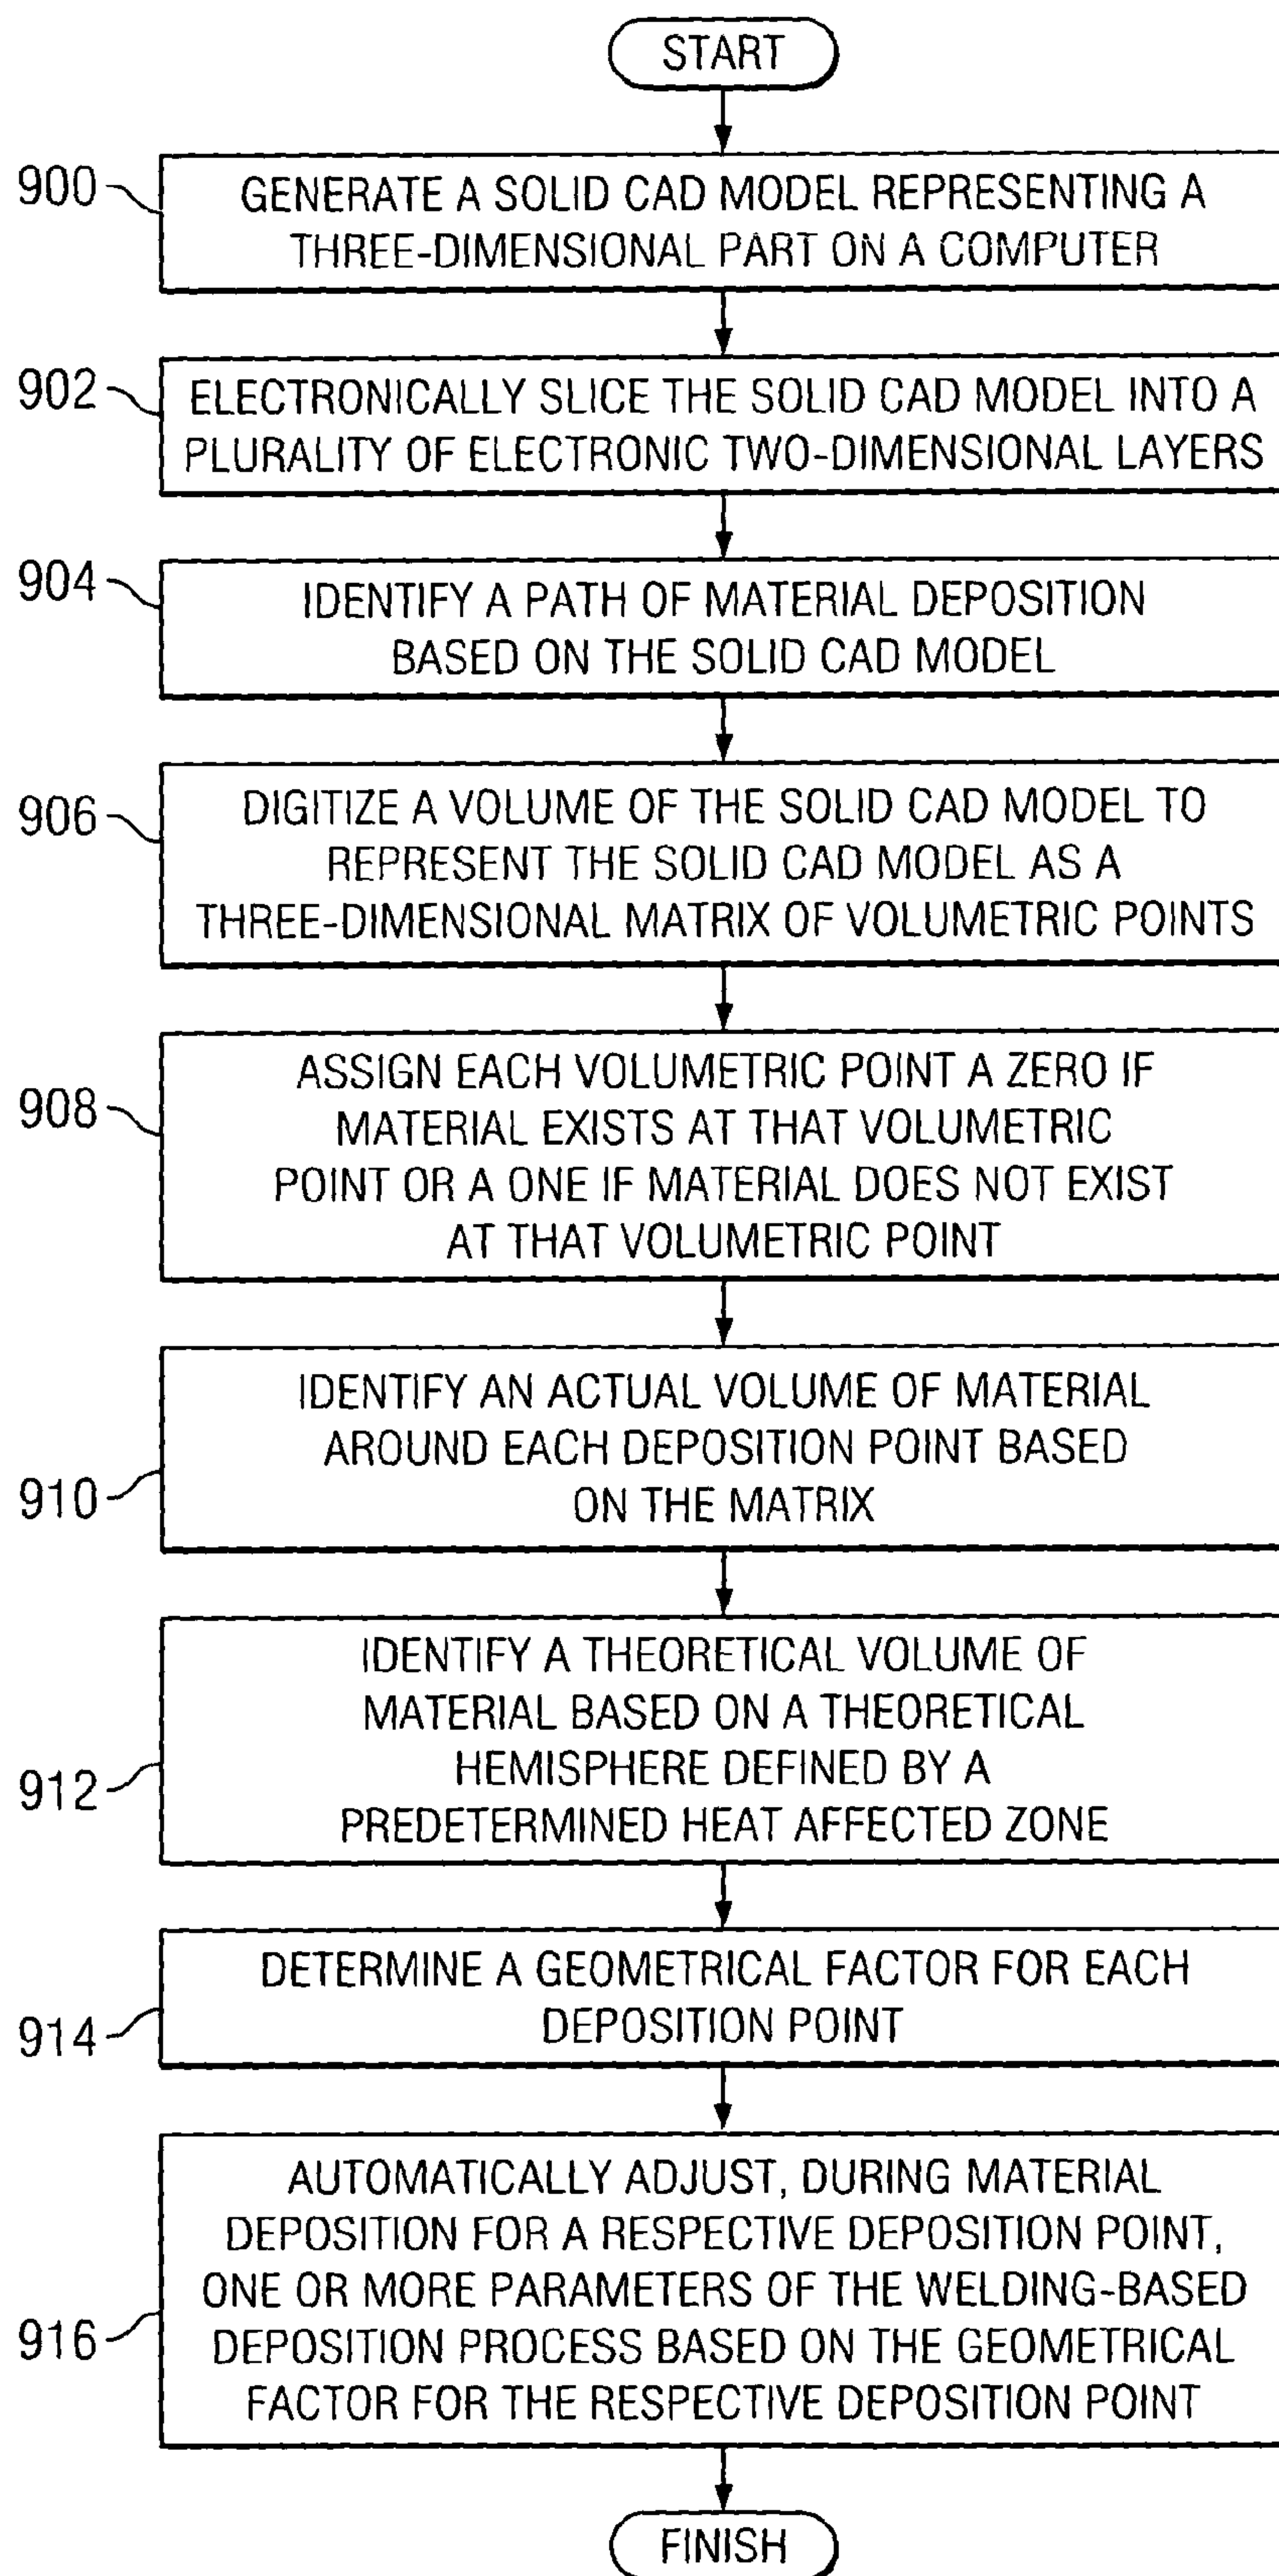 START
900
GENERATE A SOLID CAD MODEL REPRESENTING A
THREE-DIMENSIONAL PART ON A COMPUTER
902
ELECTRONICALLY SLICE THE SOLID CAD MODEL INTO A
PLURALITY OF ELECTRONIC TWO-DIMENSIONAL LAYERS
904
IDENTIFY A PATH OF MATERIAL DEPOSITION
BASED ON THE SOLID CAD MODEL
906
DIGITIZE A VOLUME OF THE SOLID CAD MODEL TO
REPRESENT THE SOLID CAD MODEL AS A
THREE-DIMENSIONAL MATRIX OF VOLUMETRIC POINTS
908
ASSIGN EACH VOLUMETRIC POINT A ZERO IF
MATERIAL EXISTS AT THAT VOLUMETRIC
POINT OR A ONE IF MATERIAL DOES NOT EXIST
AT THAT VOLUMETRIC POINT
910
IDENTIFY AN ACTUAL VOLUME OF MATERIAL
AROUND EACH DEPOSITION POINT BASED
ON THE MATRIX
912
IDENTIFY A THEORETICAL VOLUME OF
MATERIAL BASED ON A THEORETICAL
HEMISPHERE DEFINED BY A
PREDETERMINED HEAT AFFECTED ZONE
914
DETERMINE A GEOMETRICAL FACTOR FOR EACH
DEPOSITION POINT
916
AUTOMATICALLY ADJUST, DURING MATERIAL
DEPOSITION FOR A RESPECTIVE DEPOSITION POINT,
ONE OR MORE PARAMETERS OF THE WELDING-BASED
DEPOSITION PROCESS BASED ON THE GEOMETRICAL
FACTOR FOR THE RESPECTIVE DEPOSITION POINT
FINISH